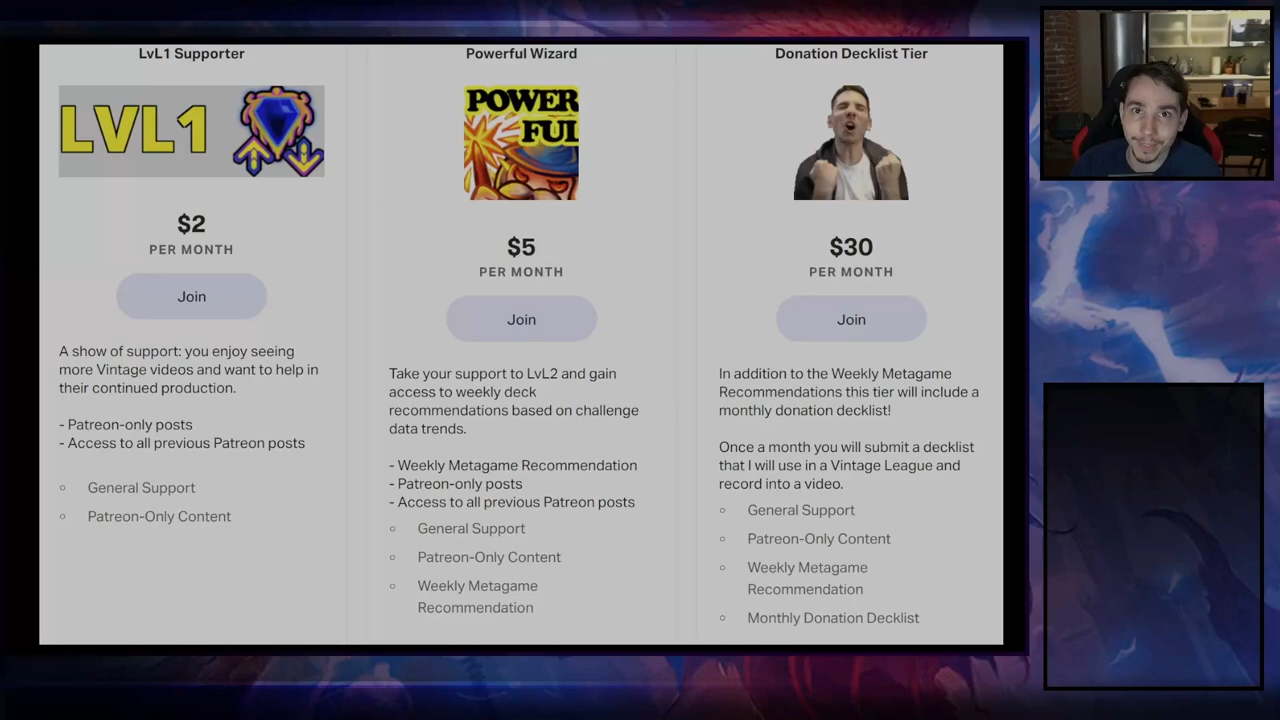 LvL1 Supporter
LVL1
$2
PER MONTH
Join
A show of support: you enjoy seeing
more Vintage videos and want to help in
their continued production.
- Patreon-only posts
- Access to all previous Patreon posts
General Support
Patreon-Only Content
Powerful Wizard
POWER
FUL
$5
PER MONTH
Join
Take your support to LvL2 and gain
access to weekly deck
recommendations based on challenge
data trends.
- Weekly Metagame Recommendation
- Patreon-only posts
- Access to all previous Patreon posts
General Support
Patreon-Only Content
Weekly Metagame
Recommendation
Donation Decklist Tier
$30
PER MONTH
Join
In addition to the Weekly Metagame
Recommendations this tier will include a
monthly donation decklist!
Once a month you will submit a decklist
that I will use in a Vintage League and
record into a video.
General Support
Patreon-Only Content
Weekly Metagame
Recommendation
Monthly Donation Decklist